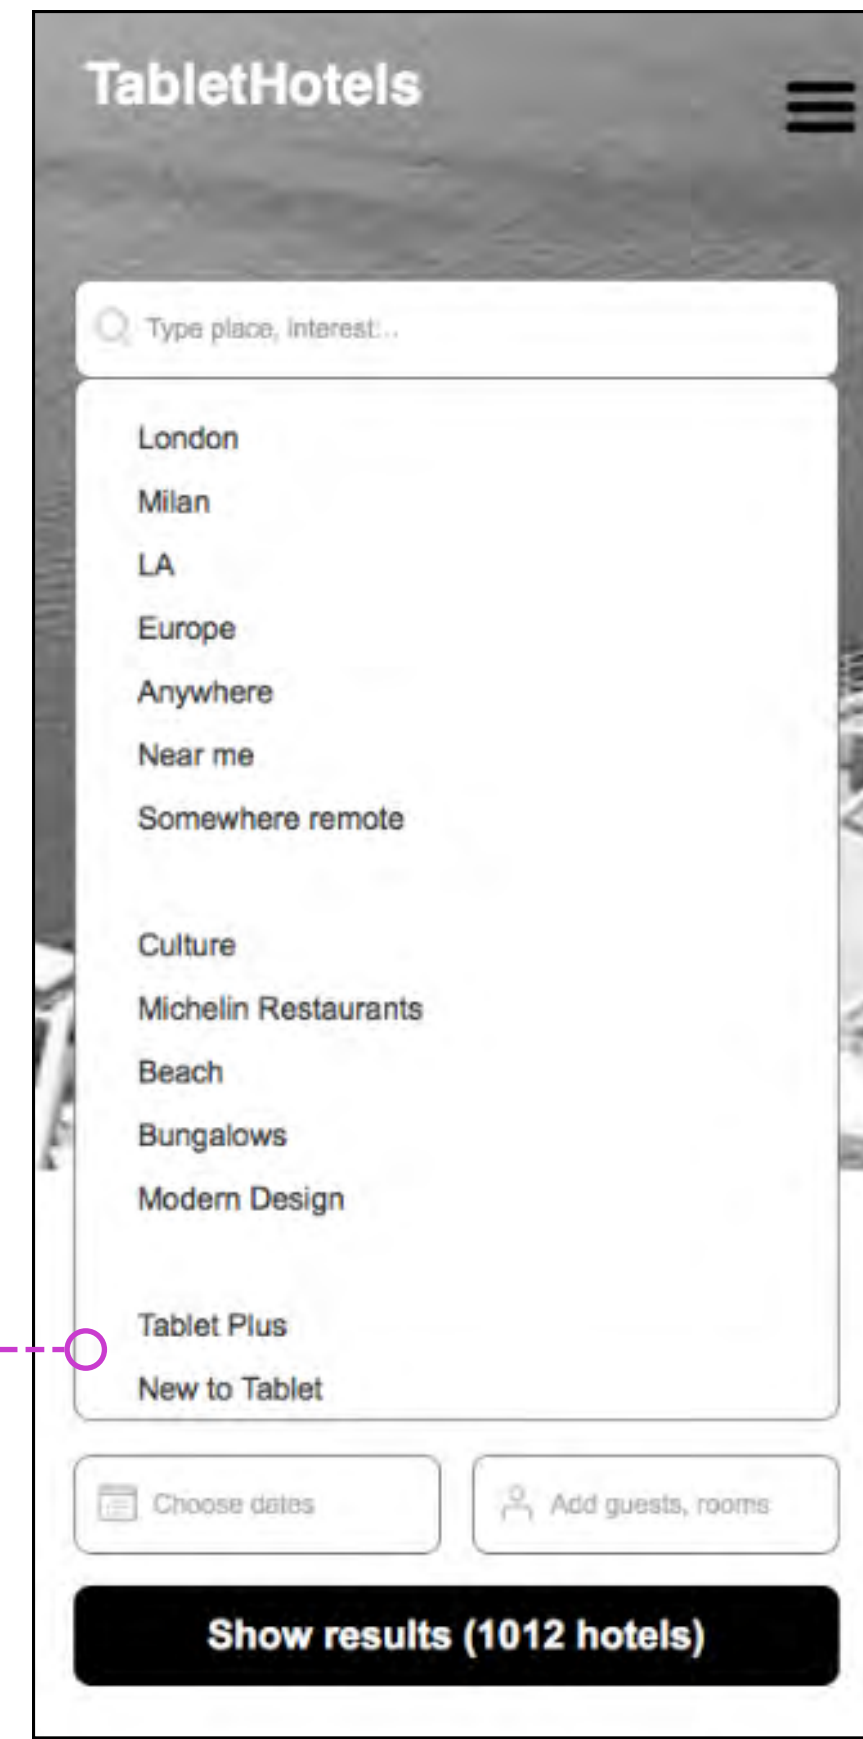 TabletHotels
Type place, interest...
London
Milan
LA
Europe
Anywhere
Near me
Somewhere remote
Culture
Michelin Restaurants
Beach
Bungalows
Modern Design
Tablet Plus
New to Tablet
Choose dates
Add guests, rooms
Show results (1012 hotels)